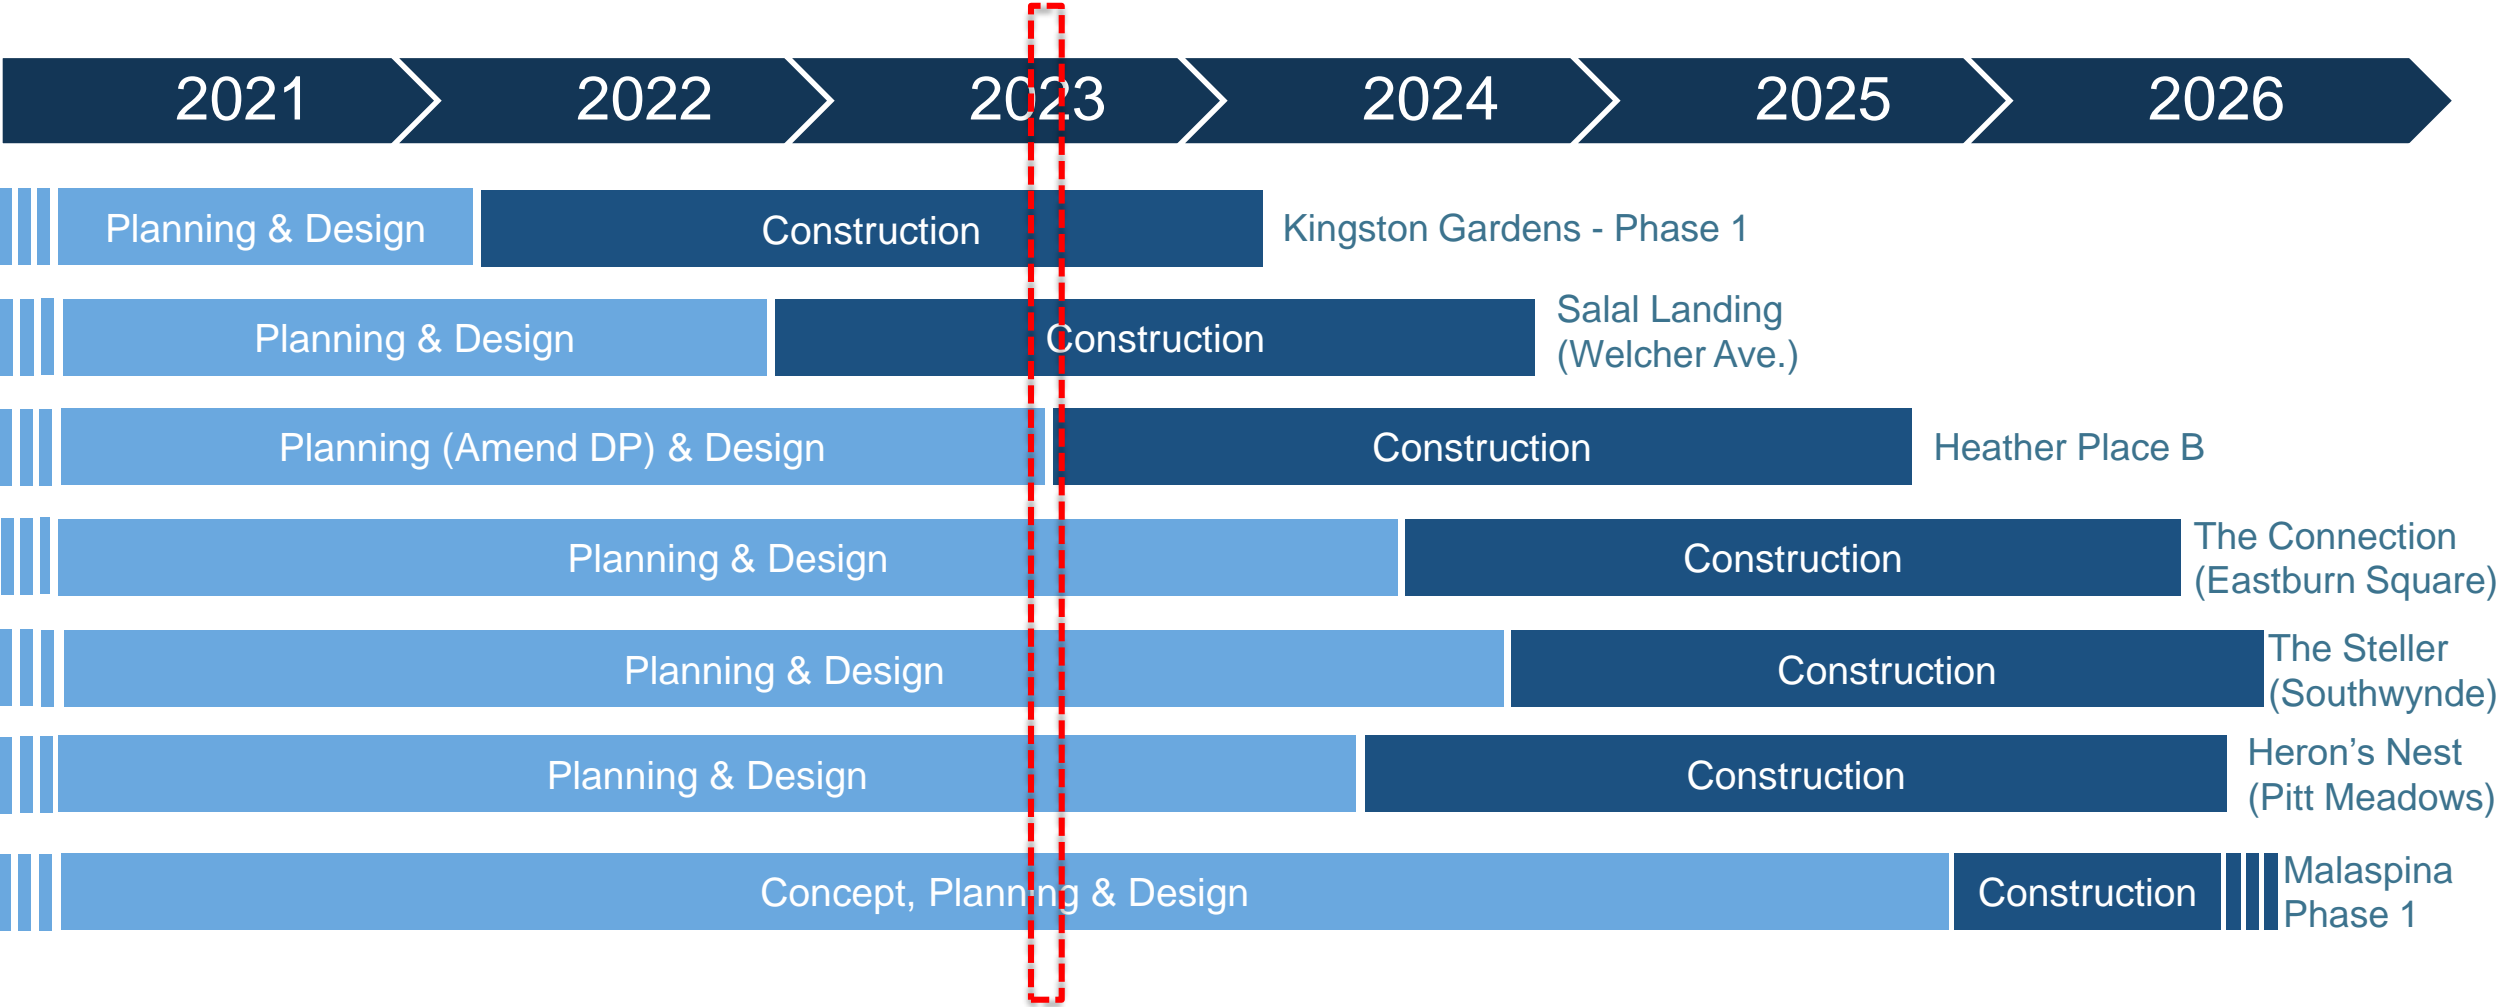 2021 2022 2023 2024 2025 2026
Planning & Design Construction Kingston Gardens - Phase 1
Planning & Design Construction Salal Landing
(Welcher Ave.)
Planning (Amend DP) & Design Construction Heather Place B
Planning & Design Construction The Connection
(Eastburn Square)
Planning & Design Construction The Steller
(Southwynde)
Planning & Design Construction Heron’s Nest
(Pitt Meadows)
Concept, Planning & Design Construction Malaspina
Phase 1